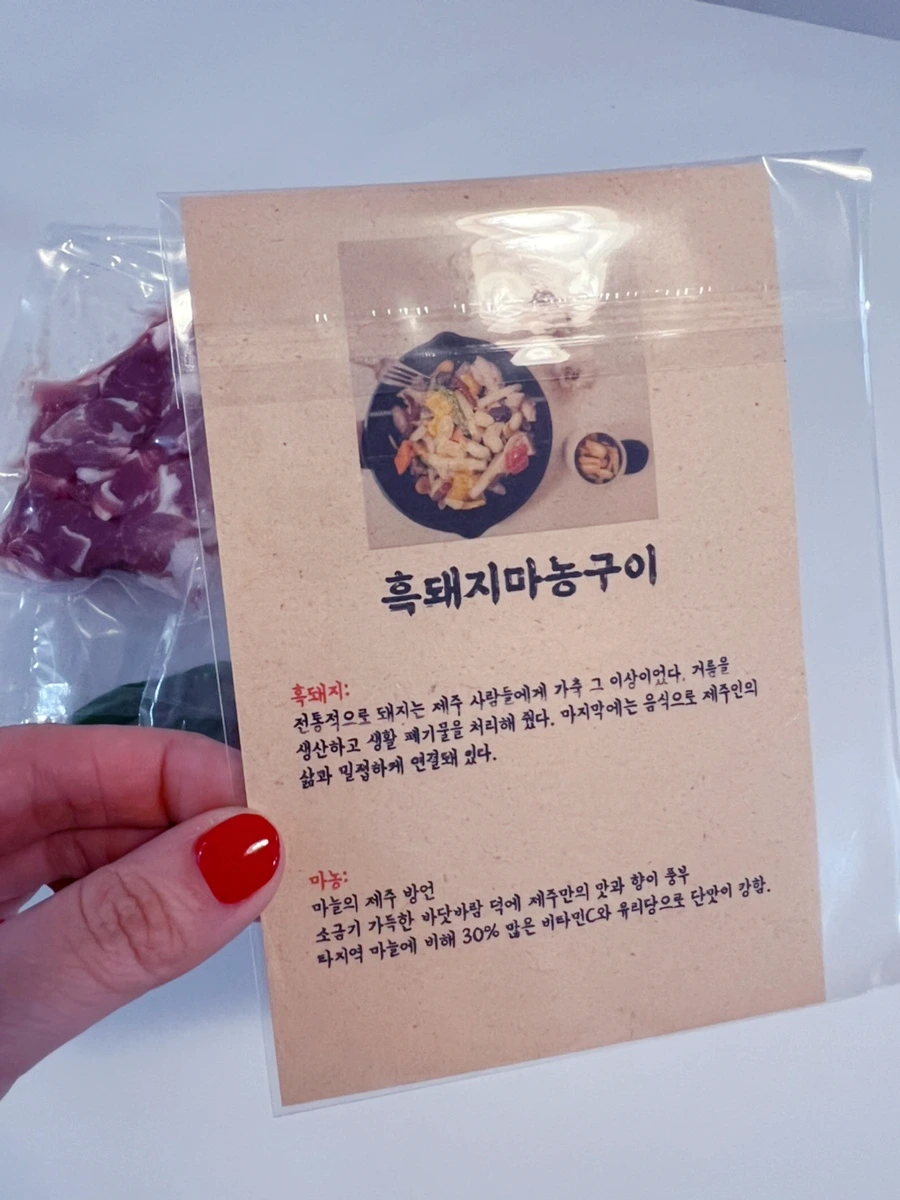 흑돼지마농구이
흑돼지:
전통적으로 돼지는 제주 사람들에게 가축 그 이상이었다. 거름을
생산하고 생활 폐기물을 처리해 줬다. 마지막에는 음식으로 제주인의
삶과 밀접하게 연결돼 있다.
마농:
마늘의 제주 방언
소금기 가득한 바닷바람 덕에 제주만의 맛과 향이 풍부
타지역 마늘에 비해 30% 많은 비타민C와 유리당으로 단맛이 강함.